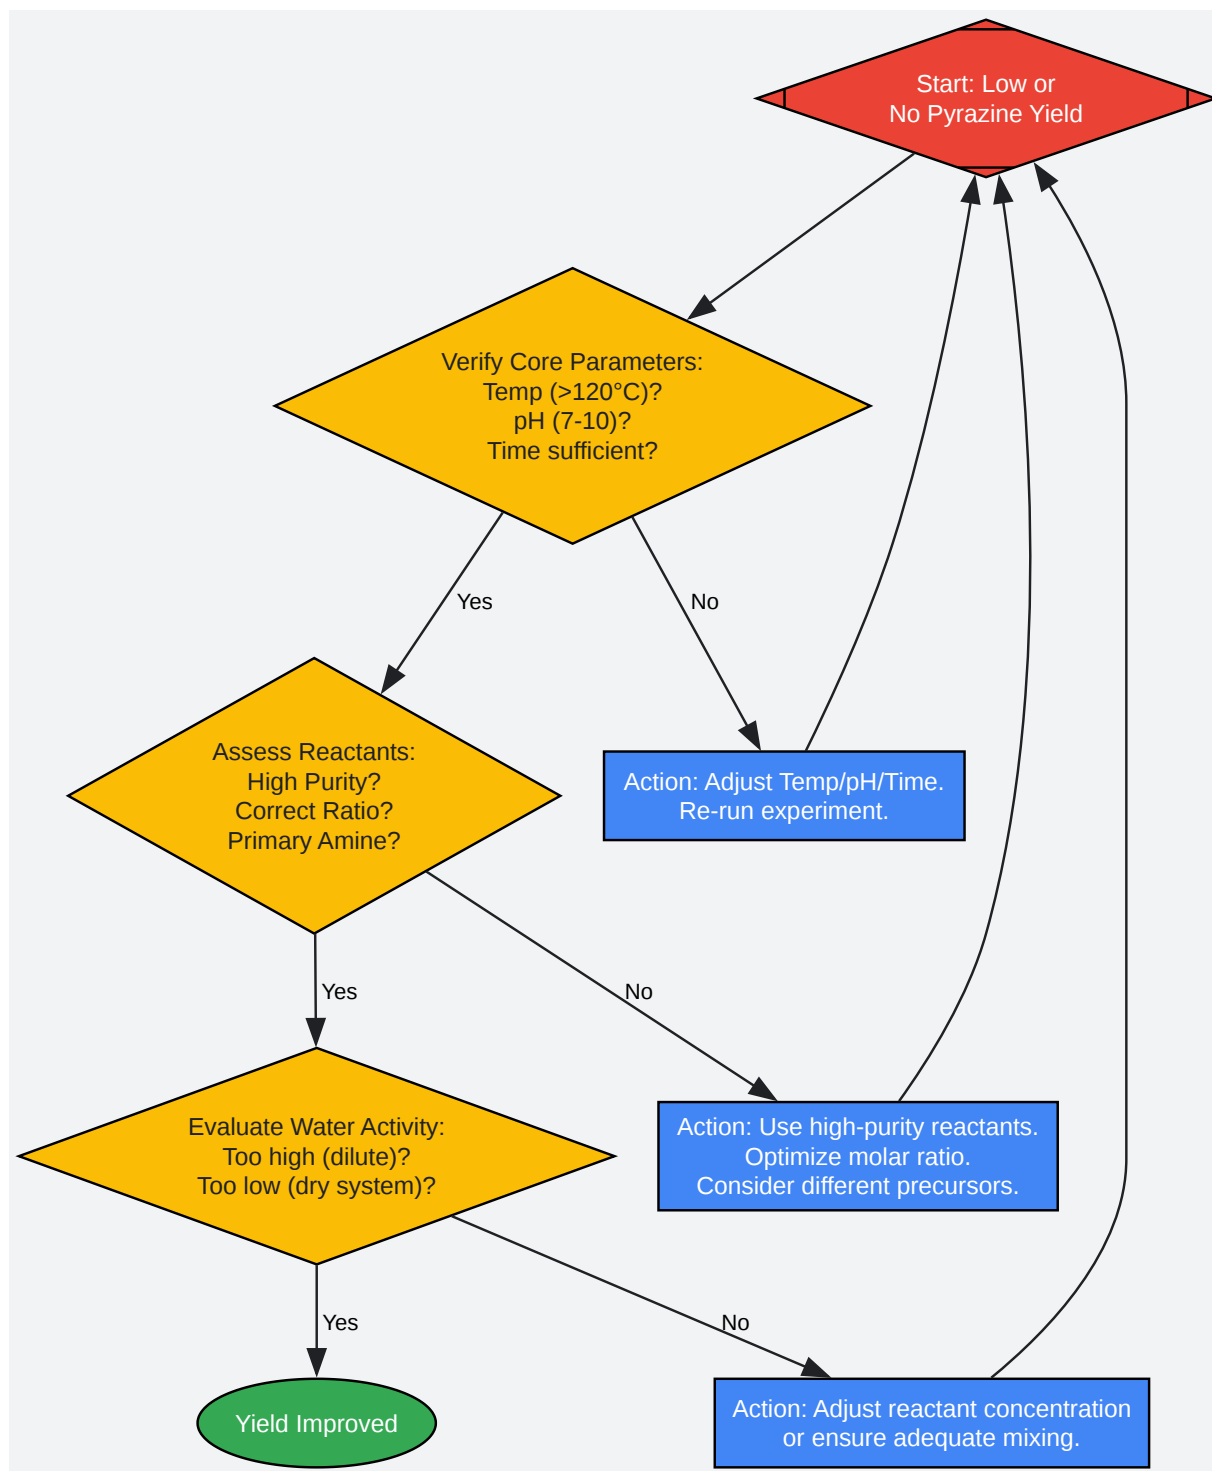 Start: Low or
No Pyrazine Yield
Verify Core Parameters:
Temp (>120°C)?
pH (7-10)?
Time sufficient?
Yes
No
Assess Reactants:
High Purity?
Correct Ratio?
Primary Amine?
Action: Adjust Temp/pH/Time.
Re-run experiment.
Yes
No
Evaluate Water Activity:
Too high (dilute)?
Too low (dry system)?
Action: Use high-purity reactants.
Optimize molar ratio.
Consider different precursors.
Yes
No
Yield Improved
Action: Adjust reactant concentration
or ensure adequate mixing.